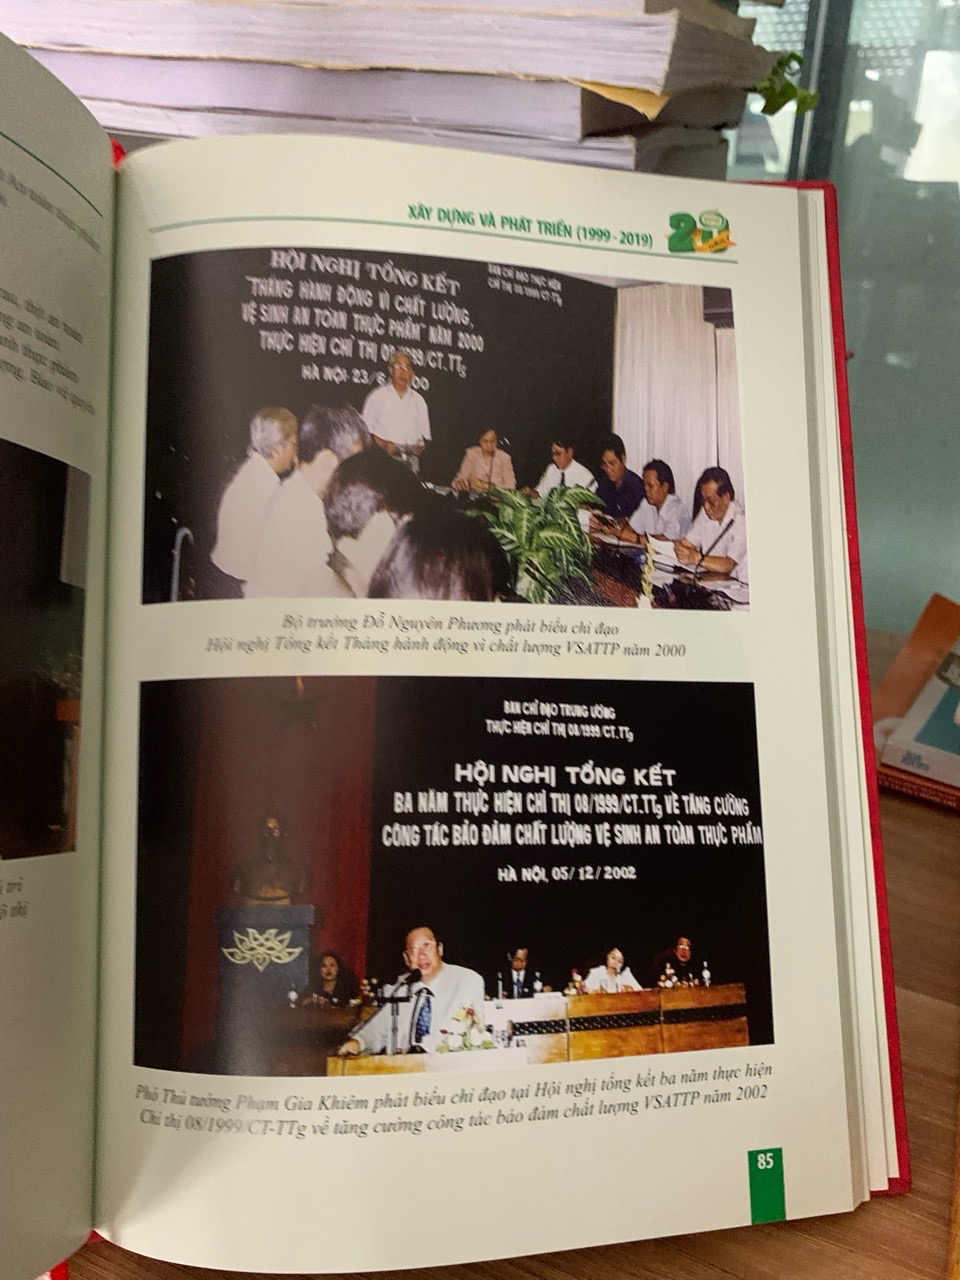 XÂY DỰNG VÀ PHÁT TRIỂN (1999-2019)
HỘI NGHỊ TỔNG KẾT
"THÁNG HÀNH ĐỘNG VÌ CHẤT LƯỢNG,
VỆ SINH AN TOÀN THỰC PHẨM" NĂM 2000
THỰC HIỆN CHỈ THỊ 08/1999/CT.TTg
HÀ NỘI 23/6/ 00
BAN CHỈ ĐẠO THỰC HIỆN
CHỈ THỊ 08/1999/CT-TTg
Bộ trưởng Đỗ Nguyên Phương phát biểu chỉ đạo
Hội nghị Tổng kết Tháng hành động vì chất lượng VSATTP năm 2000
BAN CHỈ ĐẠO TRUNG ƯƠNG
THỰC HIỆN CHỈ THỊ 08/1999/CT.TTg
HỘI NGHỊ TỔNG KẾT
BA NĂM THỰC HIỆN CHỈ THỊ 08/1999/CT.TTg VỀ TĂNG CƯỜNG
CÔNG TÁC BẢO ĐẢM CHẤT LƯỢNG VỆ SINH AN TOÀN THỰC PHẨM
HÀ NỘI, 05/12/2002
Phó Thủ tướng Phạm Gia Khiêm phát biểu chỉ đạo tại Hội nghị tổng kết ba năm thực hiện
Chỉ thị 08/1999/CT-TTg về tăng cường công tác bảo đảm chất lượng VSATTP năm 2002
85